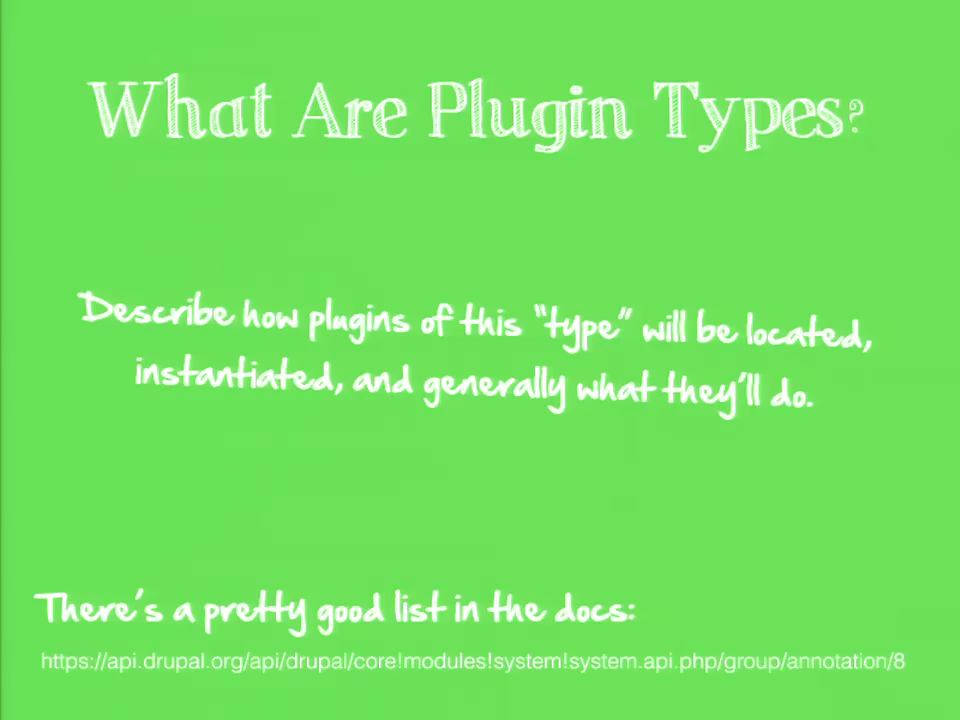 What Are Plugin Types?
Describe how plugins of this “type” will be located,
instantiated, and generally what they’ll do.
There’s a pretty good list in the docs:
https://api.drupal.org/api/drupal/core!modules!system!system.api.php/group/annotation/8